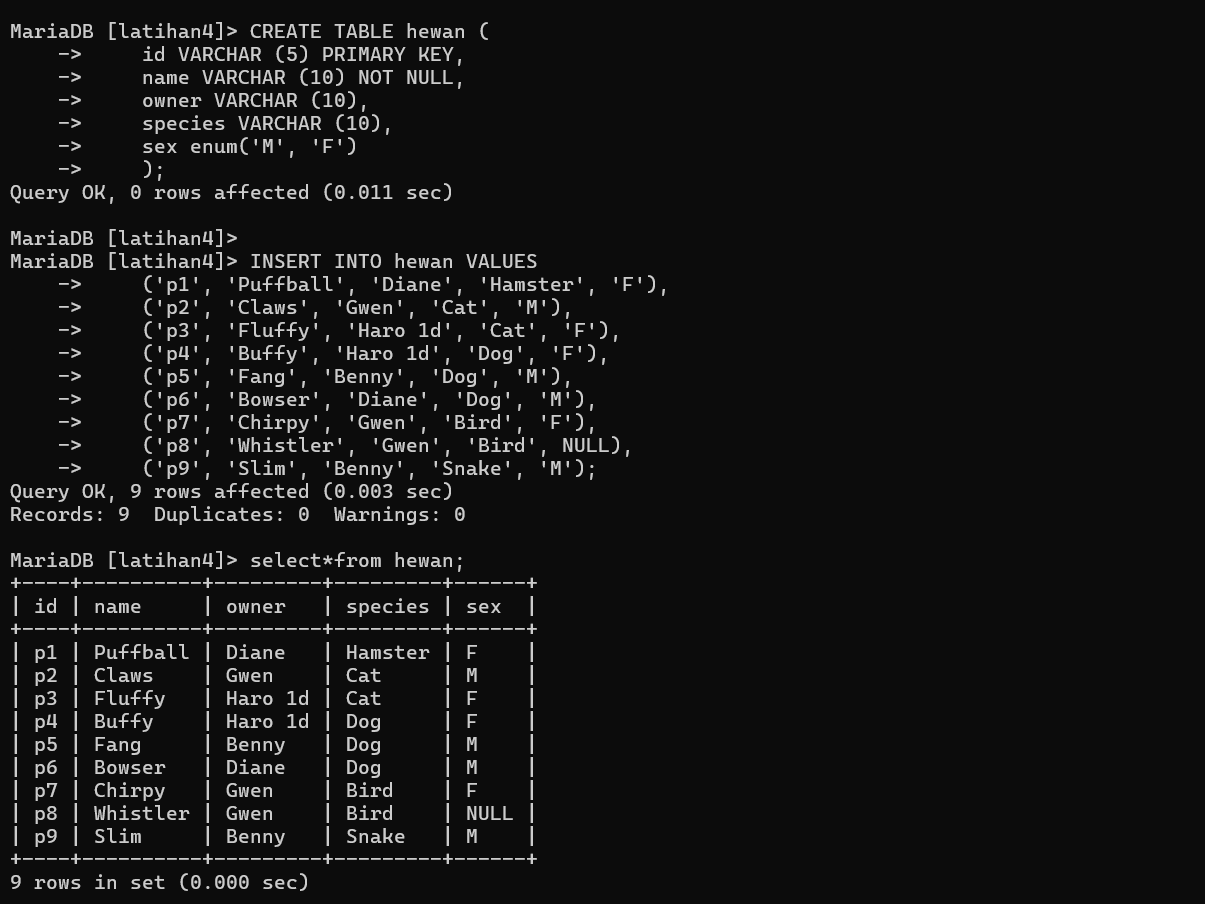 MariaDB [latihan4]> CREATE TABLE hewan (
    ->     id VARCHAR (5) PRIMARY KEY,
    ->     name VARCHAR (10) NOT NULL,
    ->     owner VARCHAR (10),
    ->     species VARCHAR (10),
    ->     sex enum('M', 'F')
    ->     );
Query OK, 0 rows affected (0.011 sec)

MariaDB [latihan4]>
MariaDB [latihan4]> INSERT INTO hewan VALUES
    ->     ('p1', 'Puffball', 'Diane', 'Hamster', 'F'),
    ->     ('p2', 'Claws', 'Gwen', 'Cat', 'M'),
    ->     ('p3', 'Fluffy', 'Haro 1d', 'Cat', 'F'),
    ->     ('p4', 'Buffy', 'Haro 1d', 'Dog', 'F'),
    ->     ('p5', 'Fang', 'Benny', 'Dog', 'M'),
    ->     ('p6', 'Bowser', 'Diane', 'Dog', 'M'),
    ->     ('p7', 'Chirpy', 'Gwen', 'Bird', 'F'),
    ->     ('p8', 'Whistler', 'Gwen', 'Bird', NULL),
    ->     ('p9', 'Slim', 'Benny', 'Snake', 'M');
Query OK, 9 rows affected (0.003 sec)
Records: 9  Duplicates: 0  Warnings: 0

MariaDB [latihan4]> select*from hewan;
+----+----------+---------+---------+------+
| id | name     | owner   | species | sex  |
+----+----------+---------+---------+------+
| p1 | Puffball | Diane   | Hamster | F    |
| p2 | Claws    | Gwen    | Cat     | M    |
| p3 | Fluffy   | Haro 1d | Cat     | F    |
| p4 | Buffy    | Haro 1d | Dog     | F    |
| p5 | Fang     | Benny   | Dog     | M    |
| p6 | Bowser   | Diane   | Dog     | M    |
| p7 | Chirpy   | Gwen    | Bird    | F    |
| p8 | Whistler | Gwen    | Bird    | NULL |
| p9 | Slim     | Benny   | Snake   | M    |
+----+----------+---------+---------+------+
9 rows in set (0.000 sec)